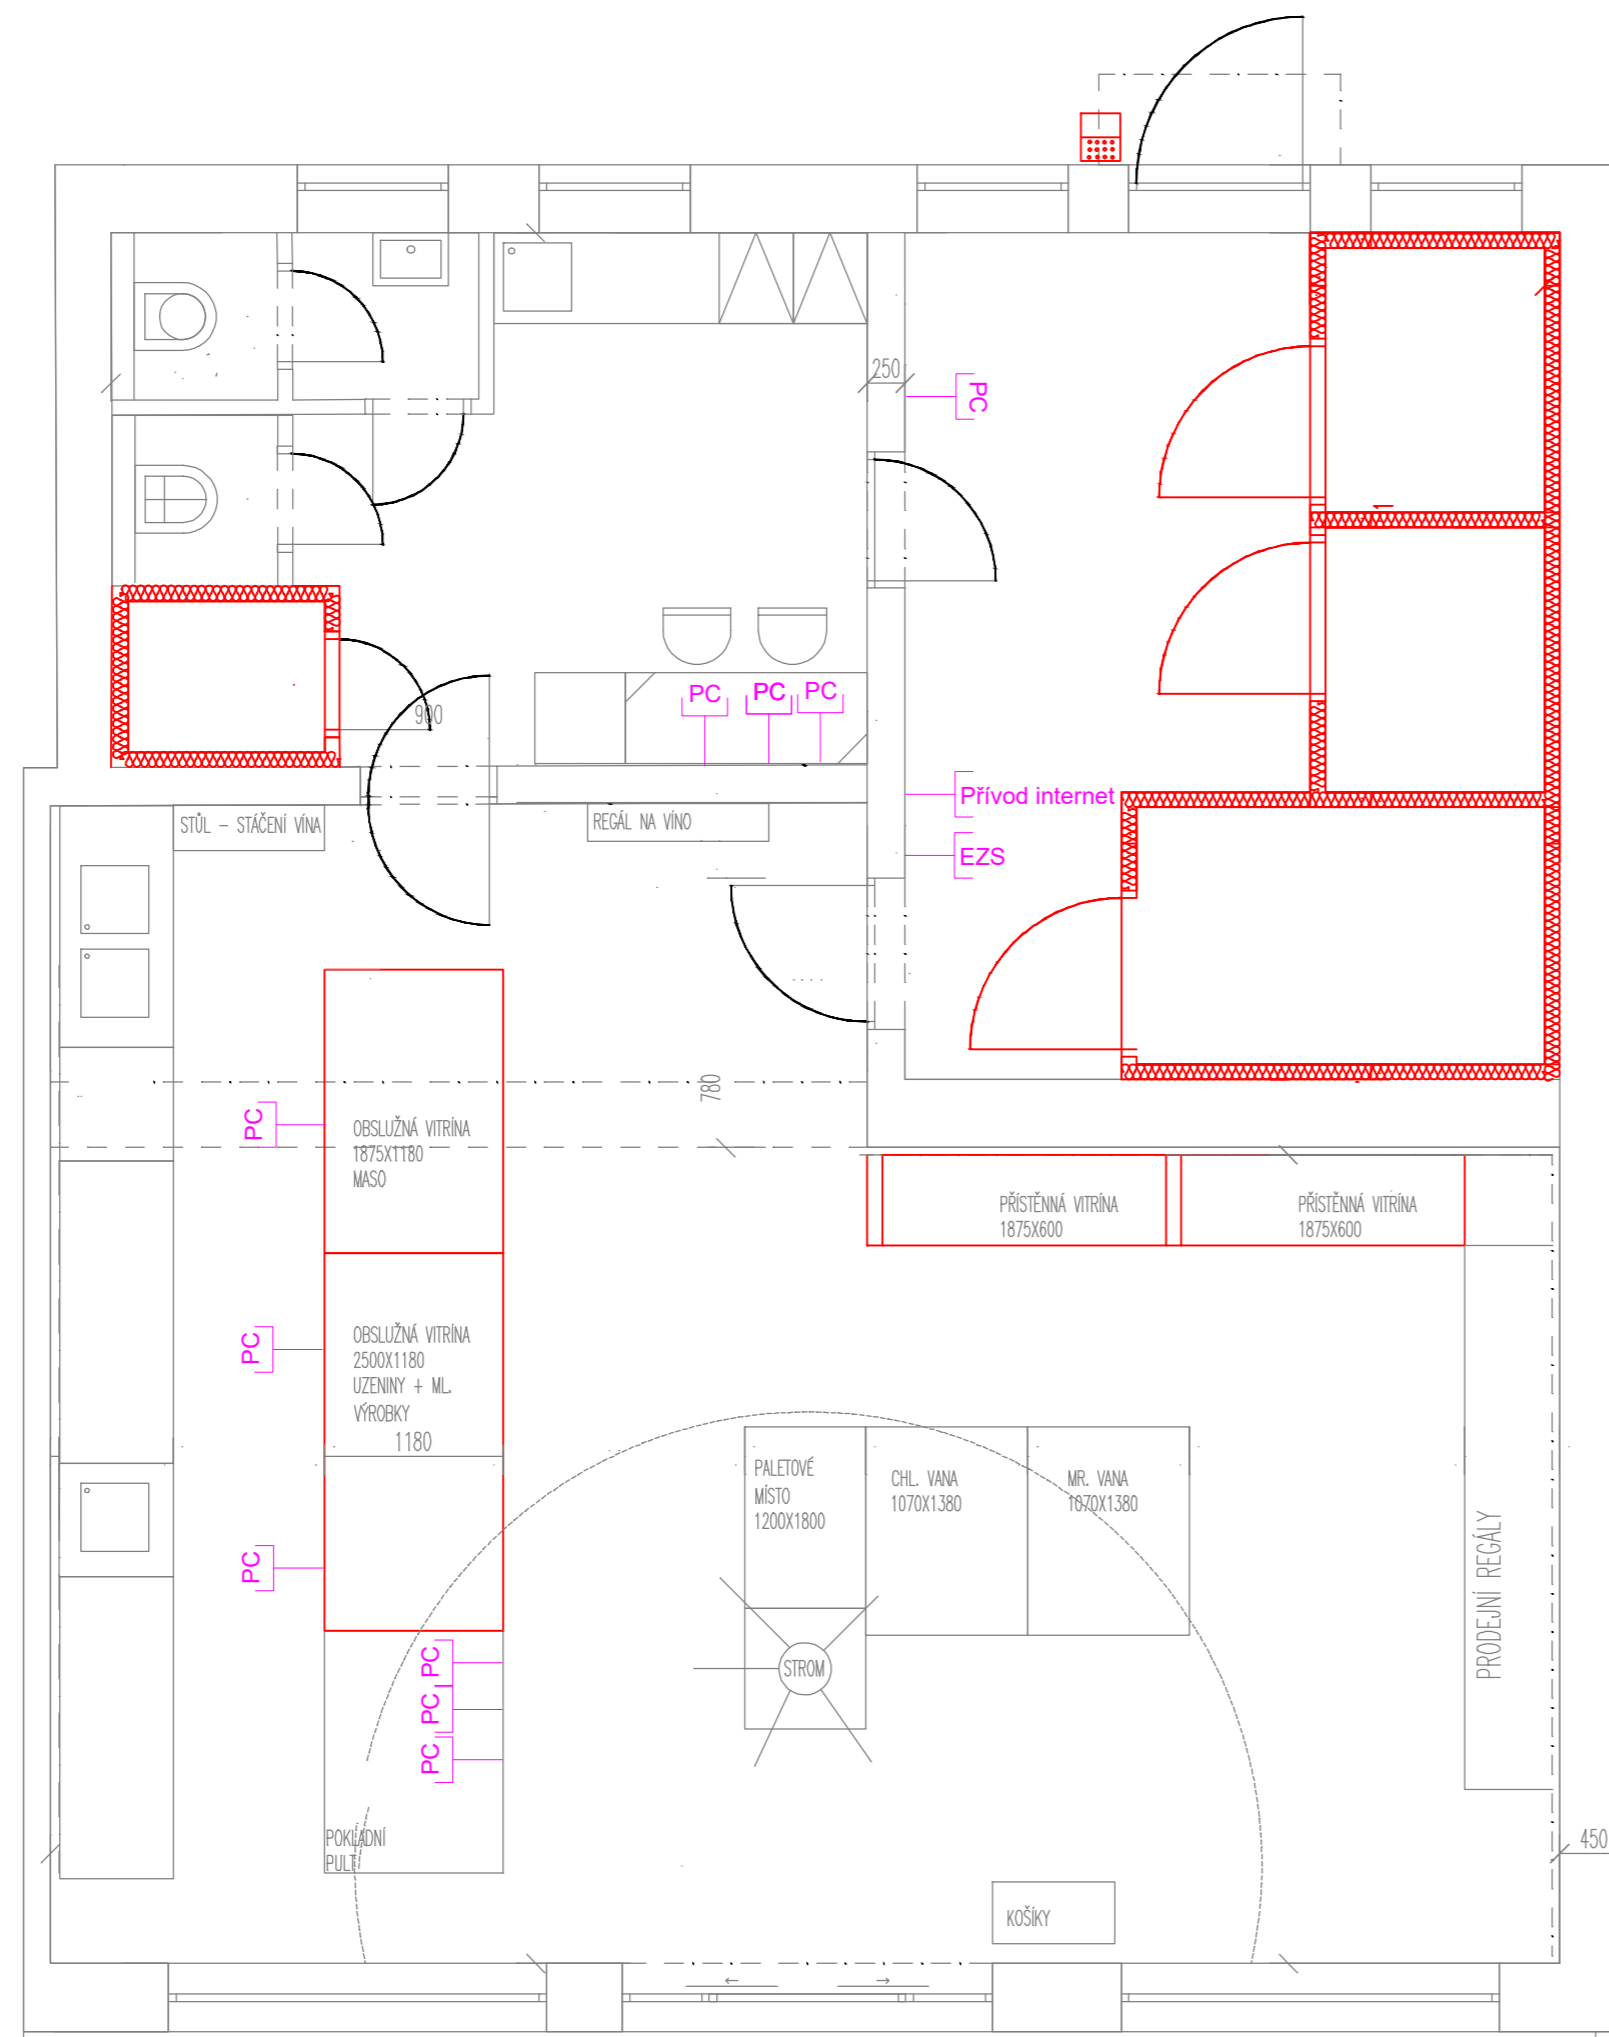 250
PC
PC
PC
PC
900
Přívod internet
STŮL – STÁČENÍ VÍNA
REGÁL NA VÍNO
EZS
780
PC
OBSLUŽNÁ VITRÍNA
1875X1180
MASO
PŘÍSTĚNNÁ VITRÍNA
1875X600
PŘÍSTĚNNÁ VITRÍNA
1875X600
PC
OBSLUŽNÁ VITRÍNA
2500X1180
UZENINY + ML.
VÝROBKY
1180
PALETOVÉ
MÍSTO
1200X1800
CHL. VANA
1070X1380
MR. VANA
1070X1380
PRODEJNÍ REGÁLY
PC
PC
PC
PC
STROM
POKLADNÍ
PULT
450
KOŠÍKY